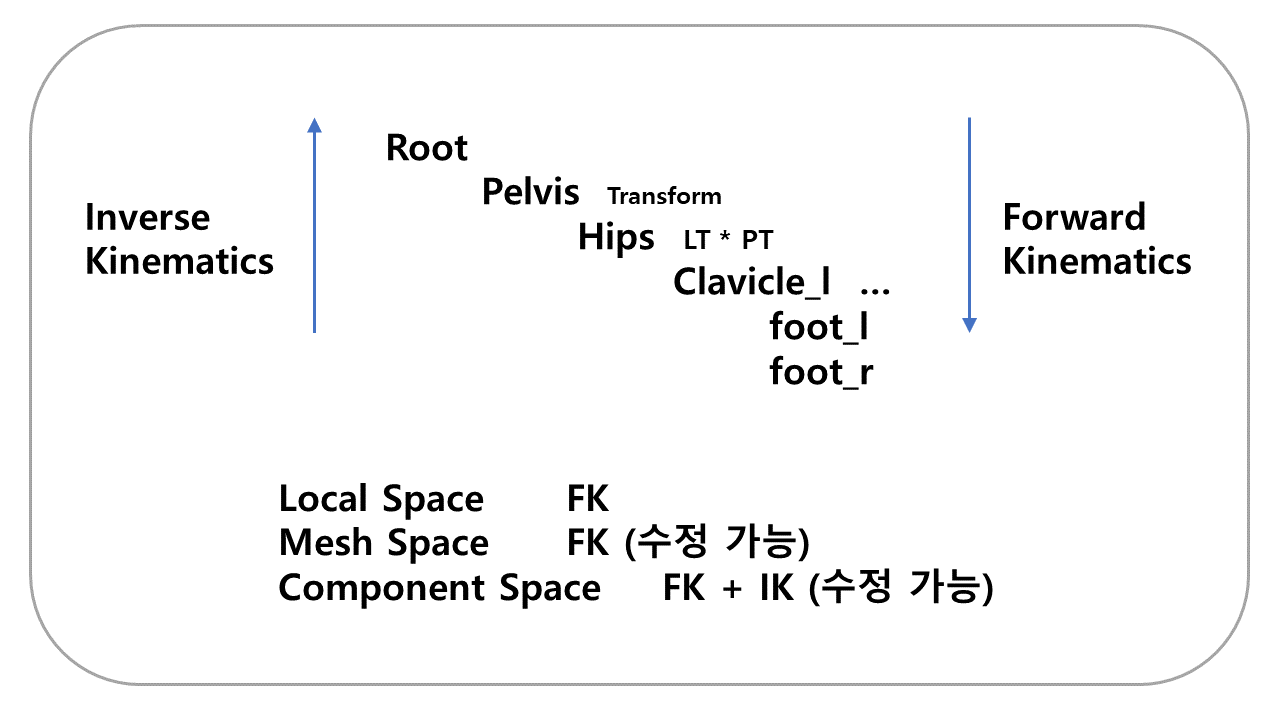 Root
Pelvis Transform
Inverse
Kinematics
Hips LT * PT
Clavicle_l ...
foot_l
foot_r
Forward
Kinematics
Local Space FK
Mesh Space FK (수정 가능)
Component Space FK + IK (수정 가능)